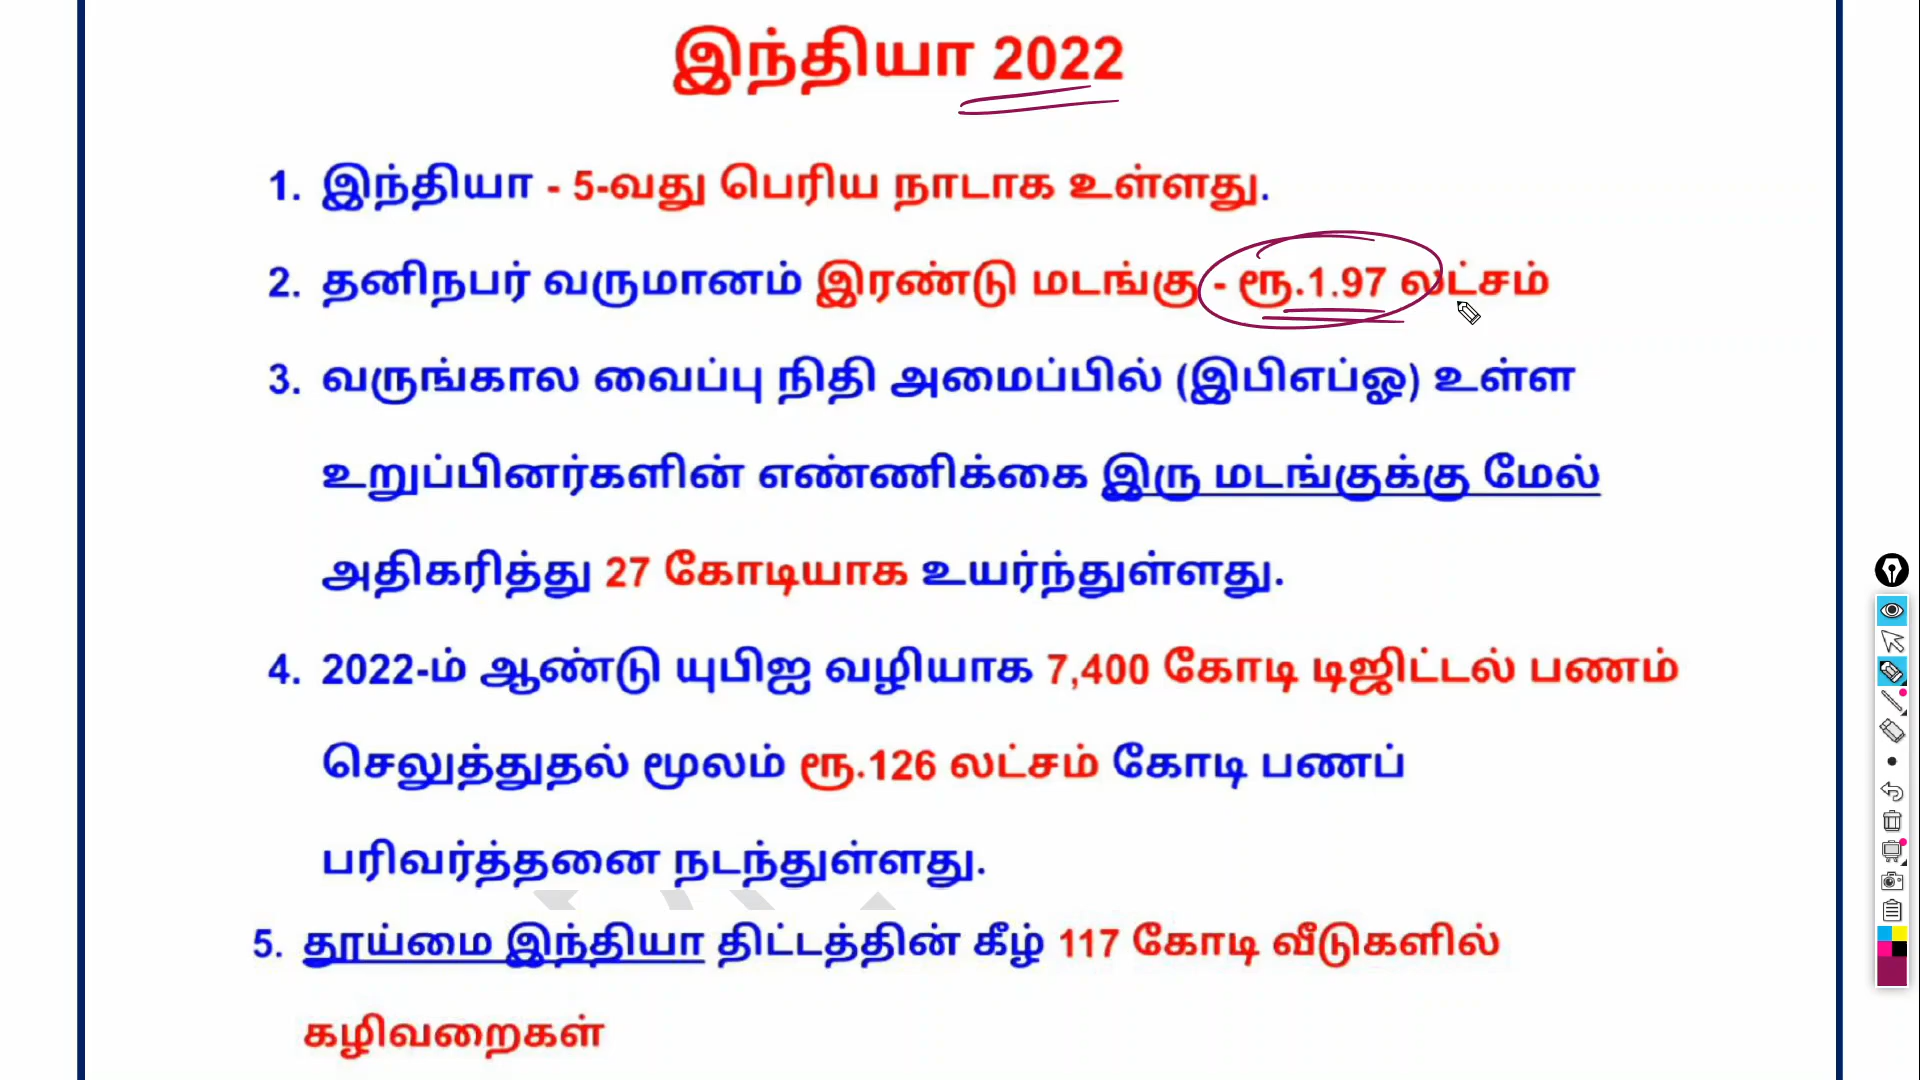 இந்தியா 2022
1. இந்தியா - 5-வது பெரிய நாடாக உள்ளது.
2. தனிநபர் வருமானம் இரண்டு மடங்கு - ரூ.1.97 லட்சம்
3. வருங்கால வைப்பு நிதி அமைப்பில் (இபிஎப்ஓ) உள்ள
உறுப்பினர்களின் எண்ணிக்கை இரு மடங்குக்கு மேல்
அதிகரித்து 27 கோடியாக உயர்ந்துள்ளது.
4. 2022-ம் ஆண்டு யுபிஐ வழியாக 7,400 கோடி டிஜிட்டல் பணம்
செலுத்துதல் மூலம் ரூ.126 லட்சம் கோடி பணப்
பரிவர்த்தனை நடந்துள்ளது.
5. தூய்மை இந்தியா திட்டத்தின் கீழ் 117 கோடி வீடுகளில்
கழிவறைகள்